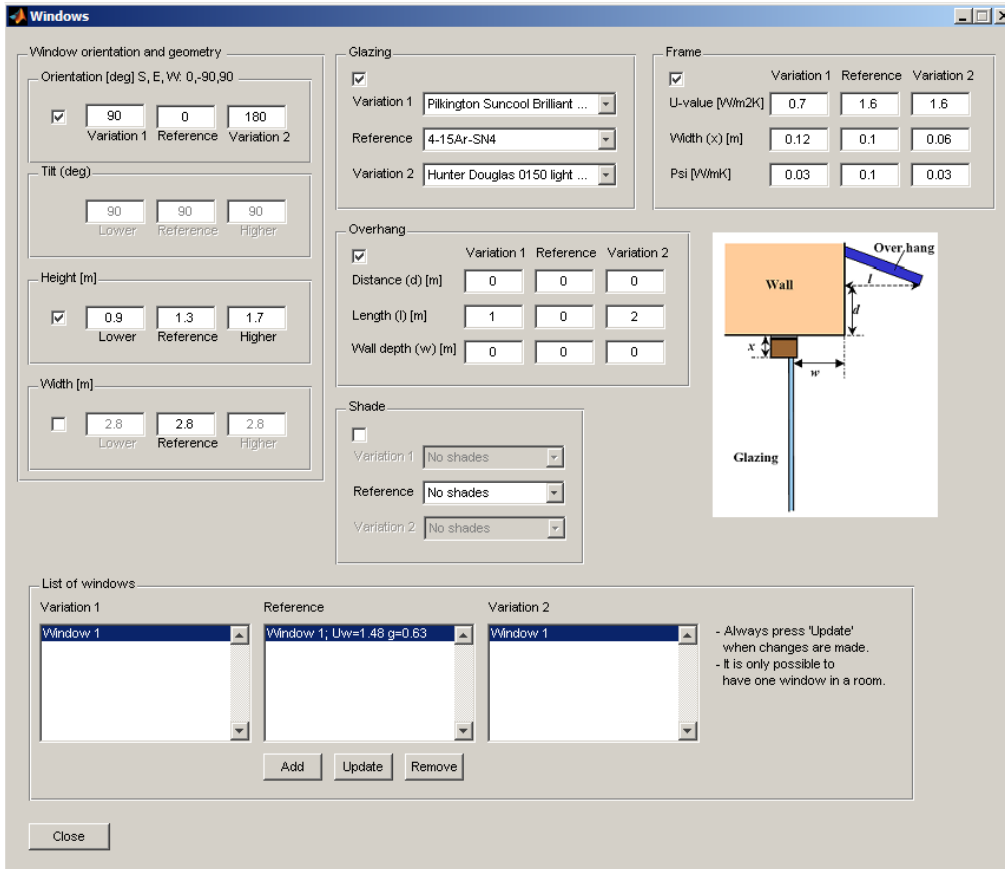 Windows
Window orientation and geometry
Orientation [deg] S, E, W: 0,-90,90
90 0 180
Variation 1 Reference Variation 2
Tilt (deg)
90 90 90
Lower Reference Higher
Height [m]
0.9 1.3 1.7
Lower Reference Higher
Width [m]
2.8 2.8 2.8
Lower Reference Higher
Glazing
Variation 1 Pilkington Suncool Brilliant ...
Reference 4-15Ar-SN4
Variation 2 Hunter Douglas 0150 light ...
Overhang
Variation 1 Reference Variation 2
Distance (d) [m] 0 0 0
Length (l) [m] 1 0 2
Wall depth (w) [m] 0 0 0
Shade
Variation 1 No shades
Reference No shades
Variation 2 No shades
Frame
Variation 1 Reference Variation 2
U-value [W/m2K] 0.7 1.6 1.6
Width (x) [m] 0.12 0.1 0.06
Psi [W/mK] 0.03 0.1 0.03
Over hang
Wall
l
d
x
w
Glazing
List of windows
Variation 1 Reference Variation 2
Window 1 Window 1; Uw=1.48 g=0.63 Window 1
- Always press 'Update'
when changes are made.
- It is only possible to
have one window in a room.
Add Update Remove
Close